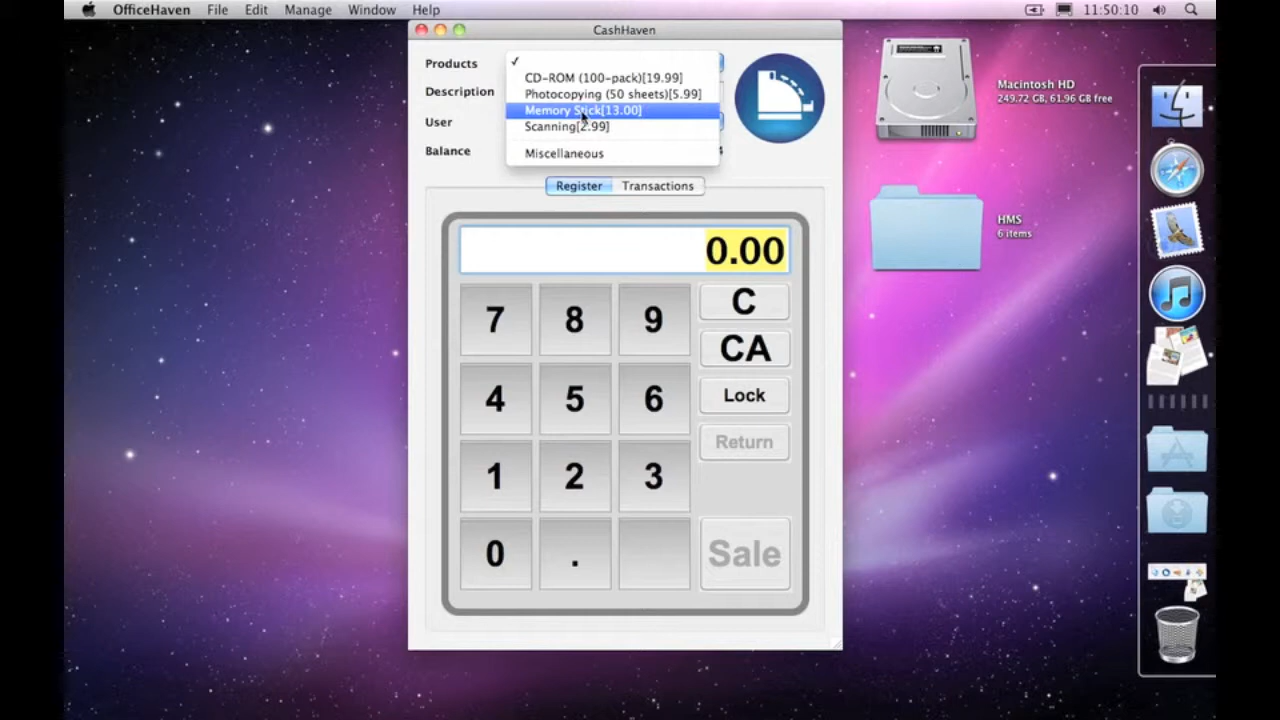 OfficeHaven File Edit Manage Window Help 11:50:10
CashHaven
Products ✓
CD-ROM (100-pack)[19.99]
Description Photocopying (50 sheets)[5.99]
Memory Stick[13.00]
User Scanning[2.99]
Balance Miscellaneous
Register Transactions
Macintosh HD
249.72 GB, 61.96 GB free
HMS
6 items
0.00
7 8 9 C
CA
4 5 6 Lock
Return
1 2 3
0 . Sale